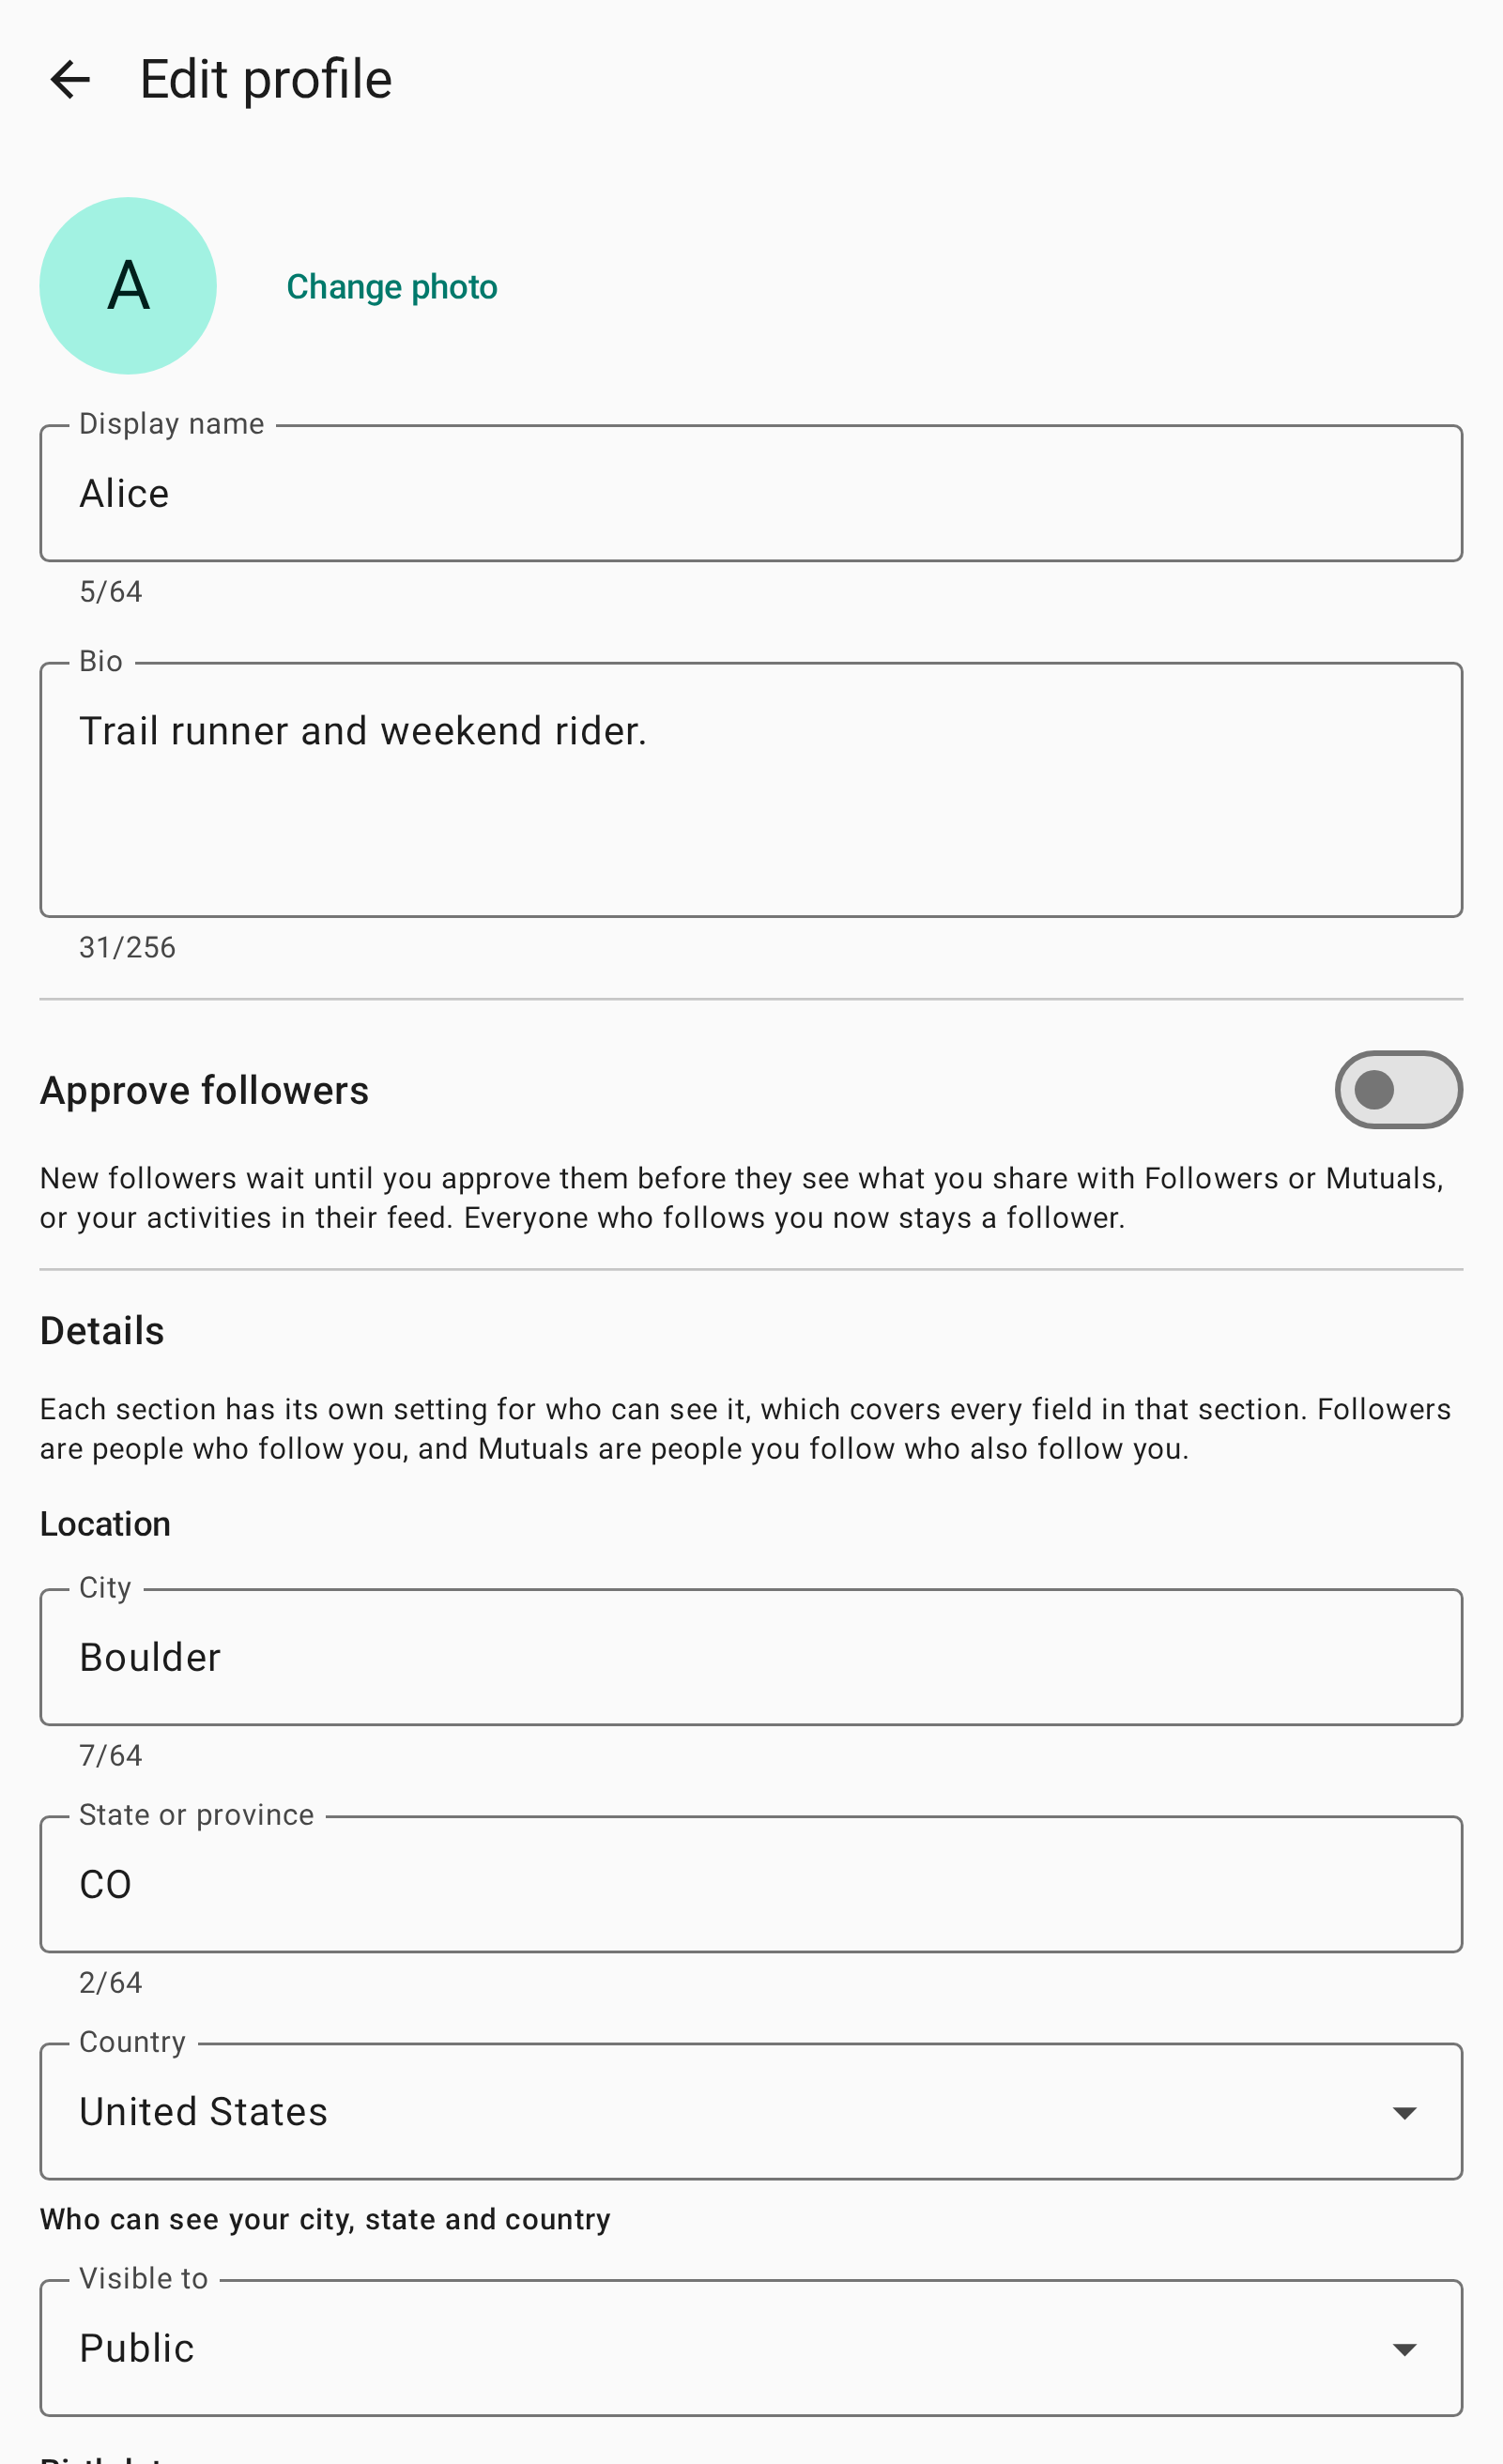 Edit profile
A
Change photo
Display name
Alice
5/64
Bio
Trail runner and weekend rider.
31/256
Approve followers
New followers wait until you approve them before they see what you share with Followers or Mutuals,
or your activities in their feed. Everyone who follows you now stays a follower.
Details
Each section has its own setting for who can see it, which covers every field in that section. Followers
are people who follow you, and Mutuals are people you follow who also follow you.
Location
City
Boulder
7/64
State or province
CO
2/64
Country
United States
Who can see your city, state and country
Visible to
Public